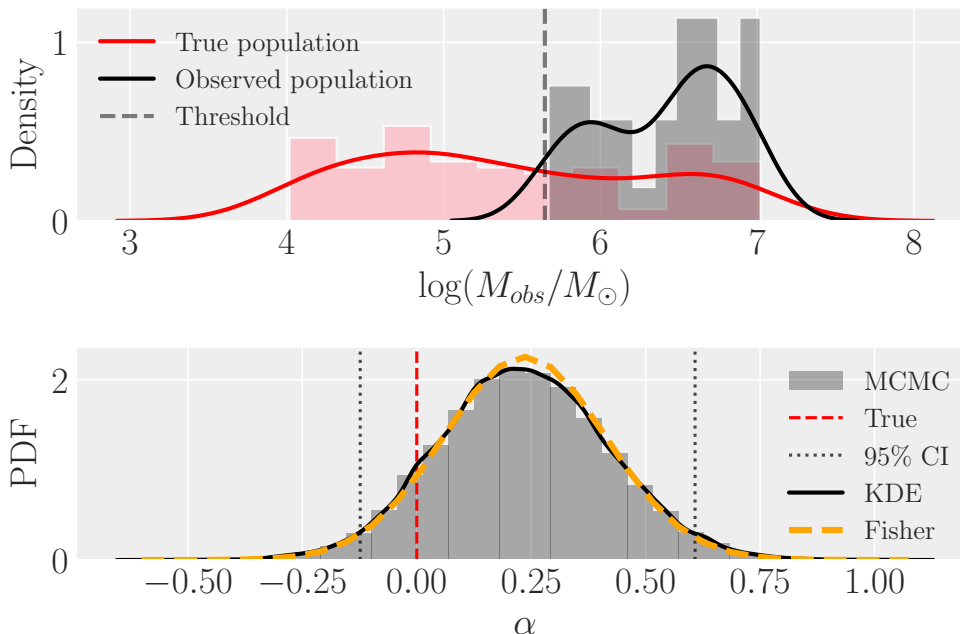 Density
1
0
True population
Observed population
Threshold
3 4 5 6 7 8
log(M_obs/M_⊙)
PDF
2
0
MCMC
True
95% CI
KDE
Fisher
−0.50 −0.25 0.00 0.25 0.50 0.75 1.00
α